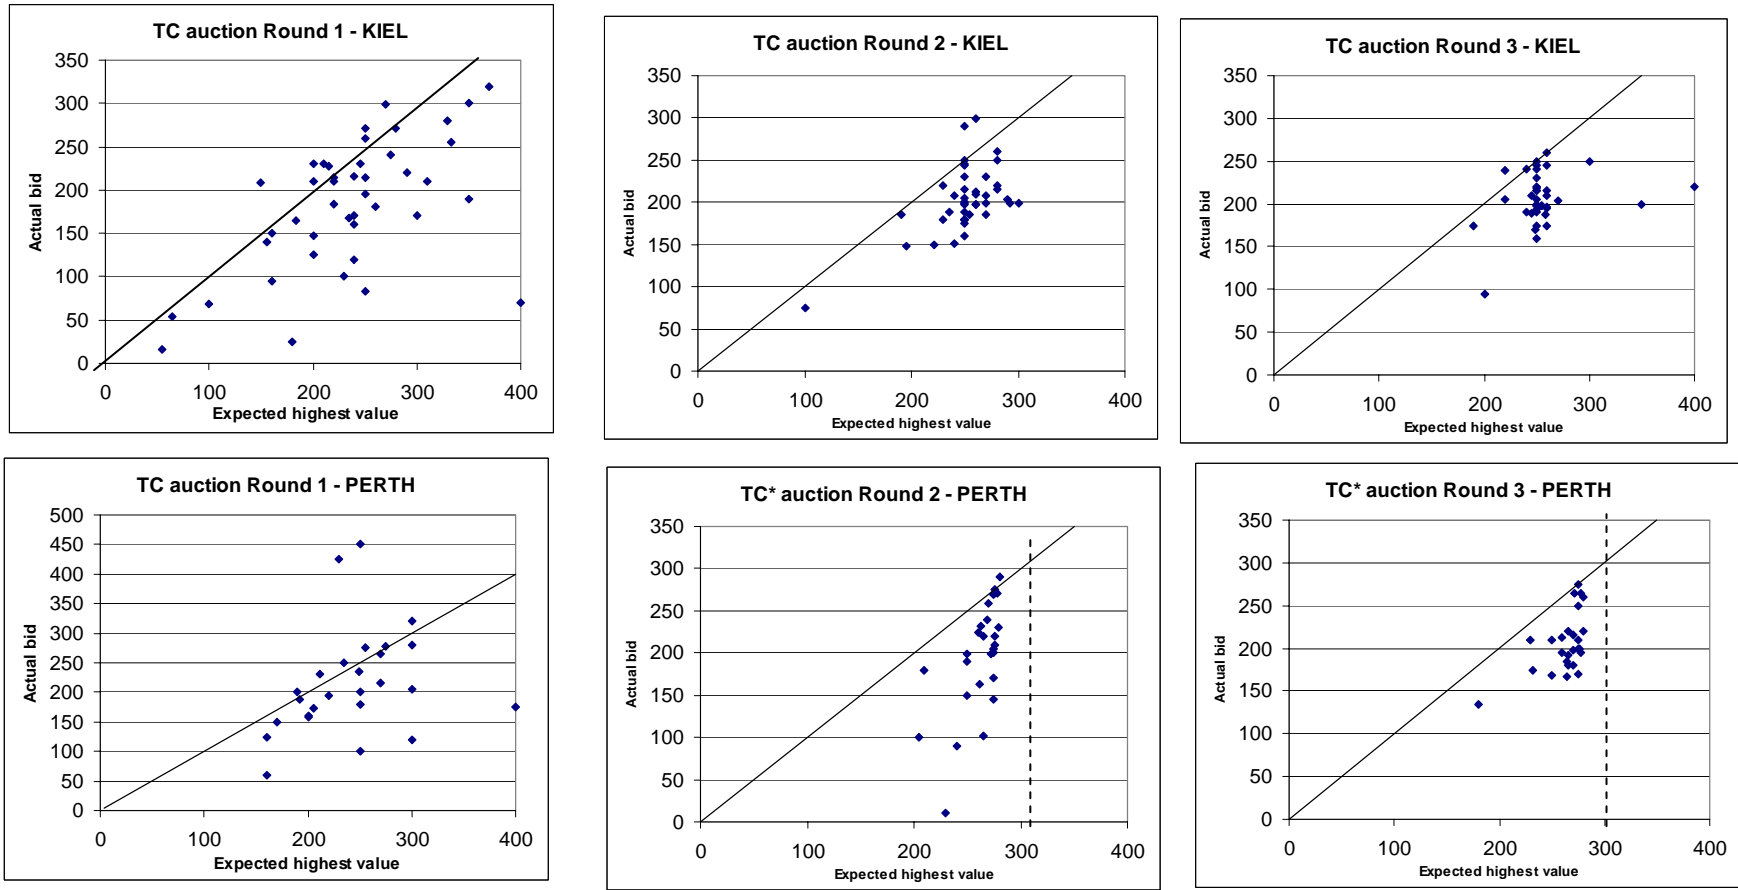 TC auction Round 1 - KIEL
350
300
250
200
150
100
50
0
0 100 200 300 400
Actual bid
Expected highest value
TC auction Round 2 - KIEL
350
300
250
200
150
100
50
0
0 100 200 300 400
Actual bid
Expected highest value
TC auction Round 3 - KIEL
350
300
250
200
150
100
50
0
0 100 200 300 400
Actual bid
Expected highest value
TC auction Round 1 - PERTH
500
450
400
350
300
250
200
150
100
50
0
0 100 200 300 400
Actual bid
Expected highest value
TC* auction Round 2 - PERTH
350
300
250
200
150
100
50
0
0 100 200 300 400
Actual bid
Expected highest value
TC* auction Round 3 - PERTH
350
300
250
200
150
100
50
0
0 100 200 300 400
Actual bid
Expected highest value